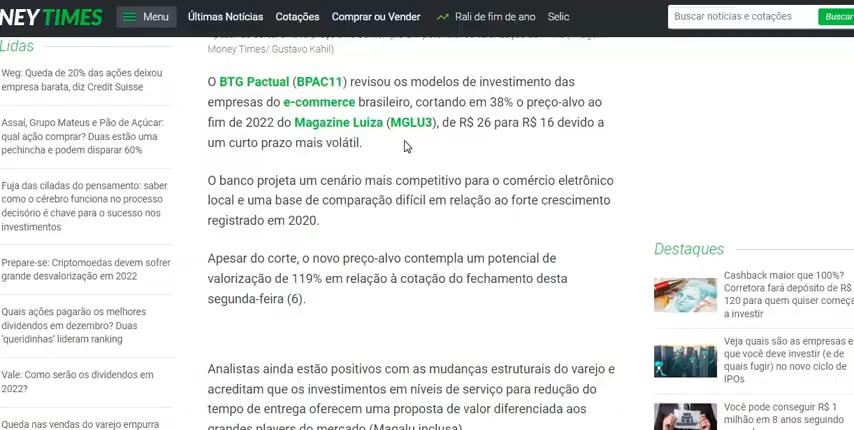 NEY TIMES
Menu
Últimas Notícias
Cotações
Comprar ou Vender
Rali de fim de ano
Selic
Buscar notícias e cotações
Buscar
Lidas
Weg: Queda de 20% das ações deixou
empresa barata, diz Credit Suisse
Assaí, Grupo Mateus e Pão de Açúcar:
qual ação comprar? Duas estão uma
pechincha e podem disparar 60%
Fuja das ciladas do pensamento: saber
como o cérebro funciona no processo
decisório é chave para o sucesso nos
investimentos
Prepare-se: Criptomoedas devem sofrer
grande desvalorização em 2022
Quais ações pagarão os melhores
dividendos em dezembro? Duas
‘queridinhas’ lideram ranking
Vale: Como serão os dividendos em
2022?
Queda nas vendas do varejo empurra
Money Times/ Gustavo Kahil)
O BTG Pactual (BPAC11) revisou os modelos de investimento das
empresas do e-commerce brasileiro, cortando em 38% o preço-alvo ao
fim de 2022 do Magazine Luiza (MGLU3), de R$ 26 para R$ 16 devido a
um curto prazo mais volátil.
O banco projeta um cenário mais competitivo para o comércio eletrônico
local e uma base de comparação difícil em relação ao forte crescimento
registrado em 2020.
Apesar do corte, o novo preço-alvo contempla um potencial de
valorização de 119% em relação à cotação do fechamento desta
segunda-feira (6).
Analistas ainda estão positivos com as mudanças estruturais do varejo e
acreditam que os investimentos em níveis de serviço para redução do
tempo de entrega oferecem uma proposta de valor diferenciada aos
grandes players do mercado (Magalu inclusa).
Destaques
Cashback maior que 100%?
Corretora fará depósito de R$
120 para quem quiser começa
a investir
Veja quais são as empresas e
que você deve investir (e de
quais fugir) no novo ciclo de
IPOs
Você pode conseguir R$ 1
milhão em 8 anos seguindo